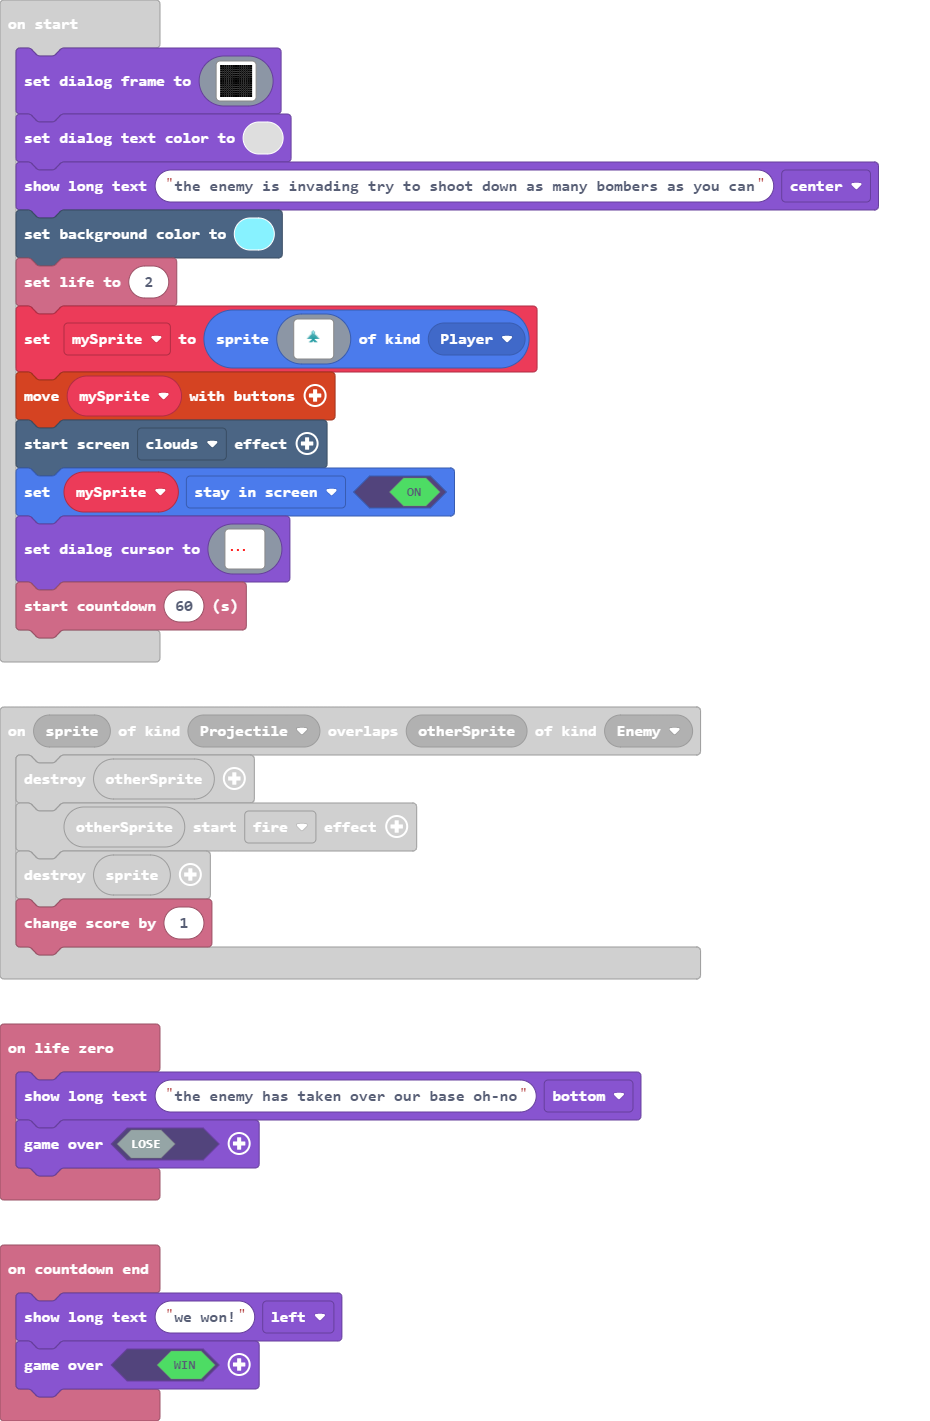 on start
set dialog frame to
set dialog text color to
show long text "the enemy is invading try to shoot down as many bombers as you can" center
set background color to
set life to 2
set mySprite to sprite of kind Player
move mySprite with buttons
start screen clouds effect
set mySprite stay in screen ON
set dialog cursor to ...
start countdown 60 (s)
on sprite of kind Projectile overlaps otherSprite of kind Enemy
destroy otherSprite
otherSprite start fire effect
destroy sprite
change score by 1
on life zero
show long text "the enemy has taken over our base oh-no" bottom
game over LOSE
on countdown end
show long text "we won!" left
game over WIN